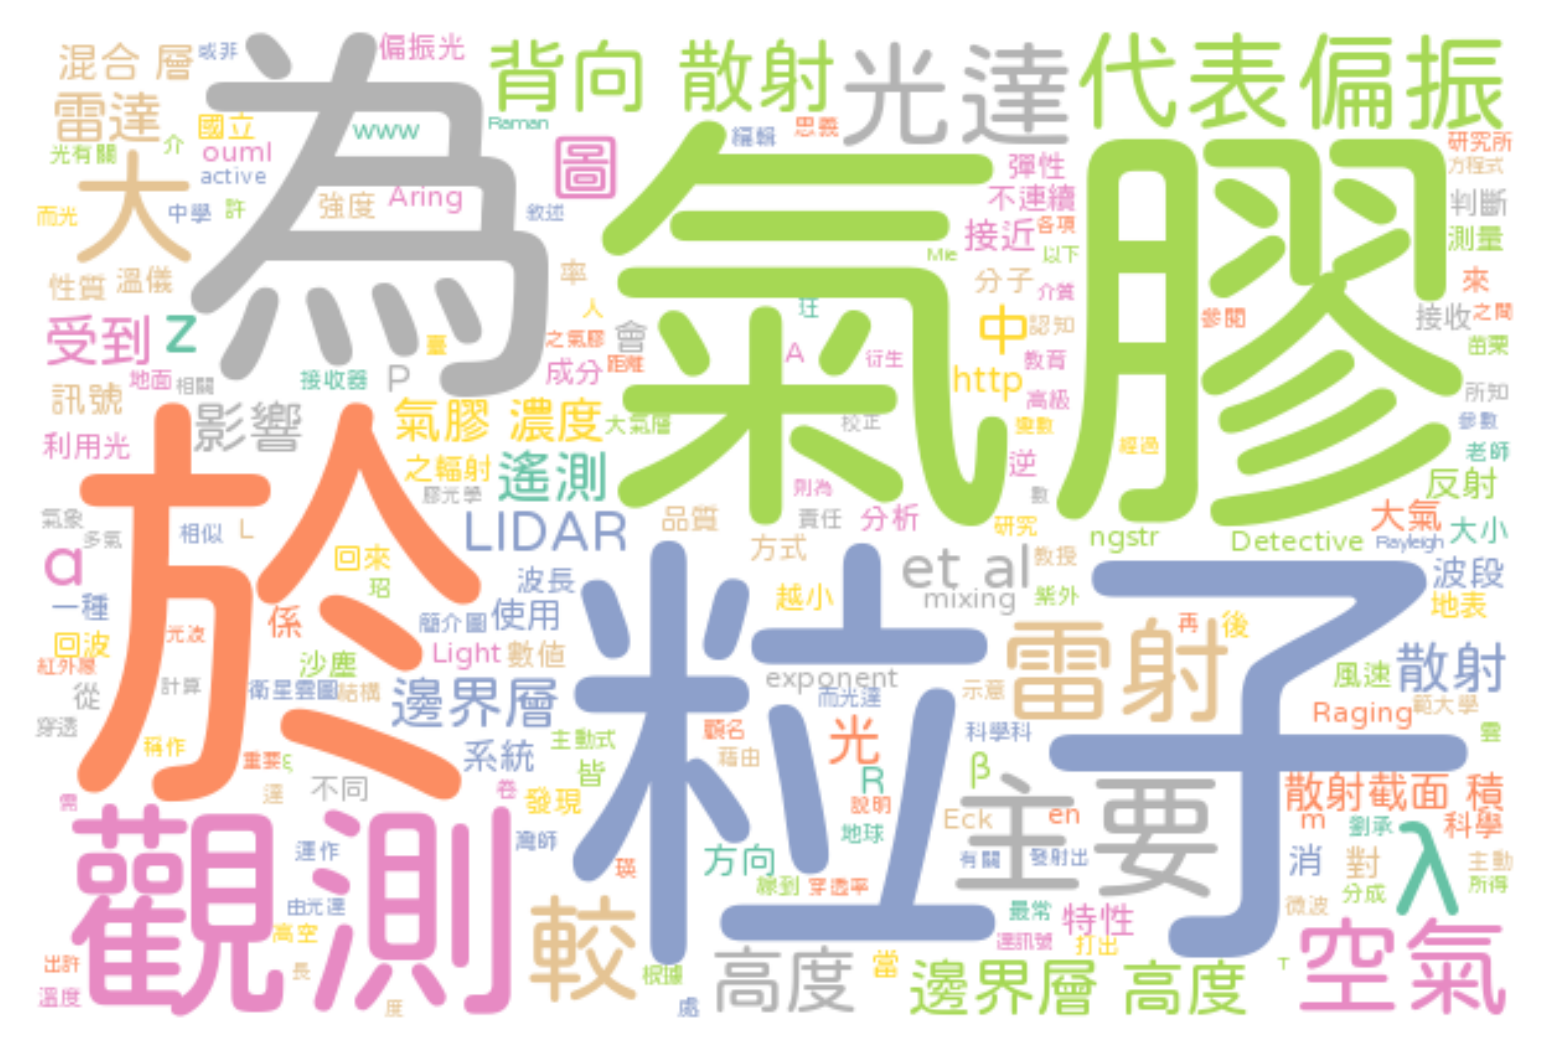 混合 層
或非
為
偏振光
背向 散射
光達
代表
偏振
雷達
國立
www
Raman
圖
編輯
思義
氣膠
研究所
光有關
介
ouml
active
大
強度
Aring
彈性
不連續
方程式
而光
中學
許
敘述
接近
各項
判斷
測量
Mie
以下
性質
溫儀
率
分子
介質
來
受到
z
臺
人
之氣膠
會
距離
玨
參閱
中
認知
接收
之間
地面
相關
接收器
P
成分
A
衍生
http
教育
苗栗
訊號
影響
氣膠 濃度
大氣層
校正
高級
變數
所知
參數
利用光
於
之輻射
膠光學
遙測
則為
逆
數
經過
老師
反射
氣象
多氣
相似
L
LIDAR
品質
責任
分析
研究
ngstr
Detective
大氣
Rayleigh
大小
a
回來
珆
波長
方式
et al
教授
mixing
紫外
波段
地表
一種
係
簡介圖
使用
粒子
越小
回波
元波
Light
數值
雷射
再
後
紅外線
沙塵
exponent
散射
從
計算
衛星雲圖
結構
邊界層
而光達
示意
風速
Raging
範大學
穿透
稱作
重要
ξ
系統
主動式
顧名
藉由
光
科學科
雲
皆
R
β
主要
散射截面 積
需
達
不同
卷
發現
說明
Eck
en
m
劉承
科學
觀測
運作
灣師
地球
方向
有關
發射出
消
對
λ
主動
瑛
聯到
穿透率
分成
所得
由光達
較
最常
特性
微波
高空
達訊號
打出
空氣
出許
溫度
長
度
根據
處
高度
當
邊界層 高度
T